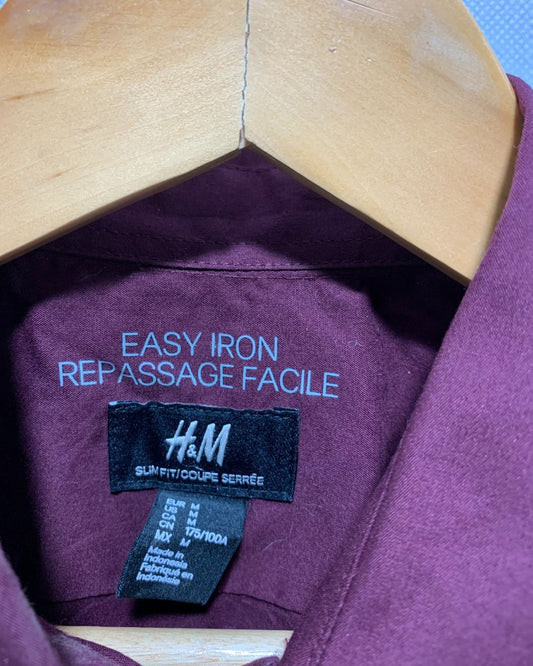 EASY IRON
REPASSAGE FACILE
H&M
SLIM FIT/COUPE SERRÉE
EUR M
US M
CA M
CN 175/100A
MX M
Made in
Indonesia
Fabriqué en
Indonésie